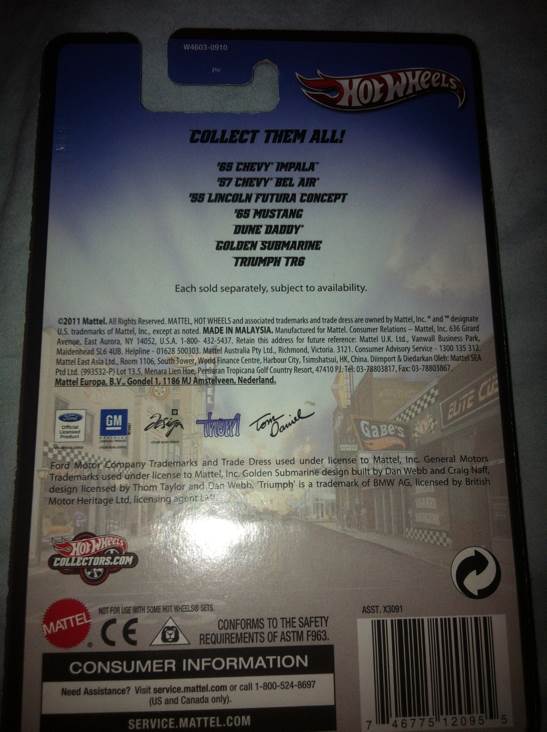 W4603-0910
HOT WHEELS
COLLECT THEM ALL!
'65 CHEVY™ IMPALA™
'57 CHEVY™ BEL AIR™
'55 LINCOLN FUTURA CONCEPT
'65 MUSTANG
DUNE DADDY™
GOLDEN SUBMARINE
TRIUMPH TR6
Each sold separately, subject to availability.
©2011 Mattel. All Rights Reserved. MATTEL, HOT WHEELS and associated trademarks and trade dress are owned by Mattel, Inc. ® and ™ designate
U.S. trademarks of Mattel, Inc., except as noted. MADE IN MALAYSIA. Manufactured for Mattel. Consumer Relations – Mattel, Inc. 636 Girard
Avenue, East Aurora, NY 14052, U.S.A. 1-800- 432-5437. Retain this address for future reference: Mattel U.K. Ltd., Vanwall Business Park,
Maidenhead SL6 4UB. Helpline - 01628 500303. Mattel Australia Pty Ltd., Richmond, Victoria. 3121. Consumer Advisory Service - 1300 135 312.
Mattel East Asia Ltd., Room 1106, South Tower, World Finance Centre, Harbour City, Tsimshatsui, HK, China. Diimport & Diedarkan Oleh: Mattel SEA
Ptd Ltd. (993532-P) Lot 13.5, Menara Lien Hoe, Persiaran Tropicana Golf Country Resort, 47410 PJ. Tel: 03-78803817, Fax: 03-78803867.
Mattel Europa, B.V., Gondel 1, 1186 MJ Amstelveen, Nederland.
Ford
Official
Licensed
Product
GM
Tom Daniel
GABE'S
ELITE
Ford Motor Company Trademarks and Trade Dress used under license to Mattel, Inc. General Motors
Trademarks used under license to Mattel, Inc. Golden Submarine design built by Dan Webb and Craig Naff,
design licensed by Thom Taylor and Dan Webb. 'Triumph' is a trademark of BMW AG, licensed by British
Motor Heritage Ltd, licensing agent
HOT WHEELS
COLLECTORS.COM
MATTEL
NOT FOR USE WITH SOME HOT WHEELS® SETS.
CE
CONFORMS TO THE SAFETY
REQUIREMENTS OF ASTM F963.
ASST. X3091
CONSUMER INFORMATION
Need Assistance? Visit service.mattel.com or call 1-800-524-8697
(US and Canada only).
SERVICE.MATTEL.COM
7 46775 12095 5